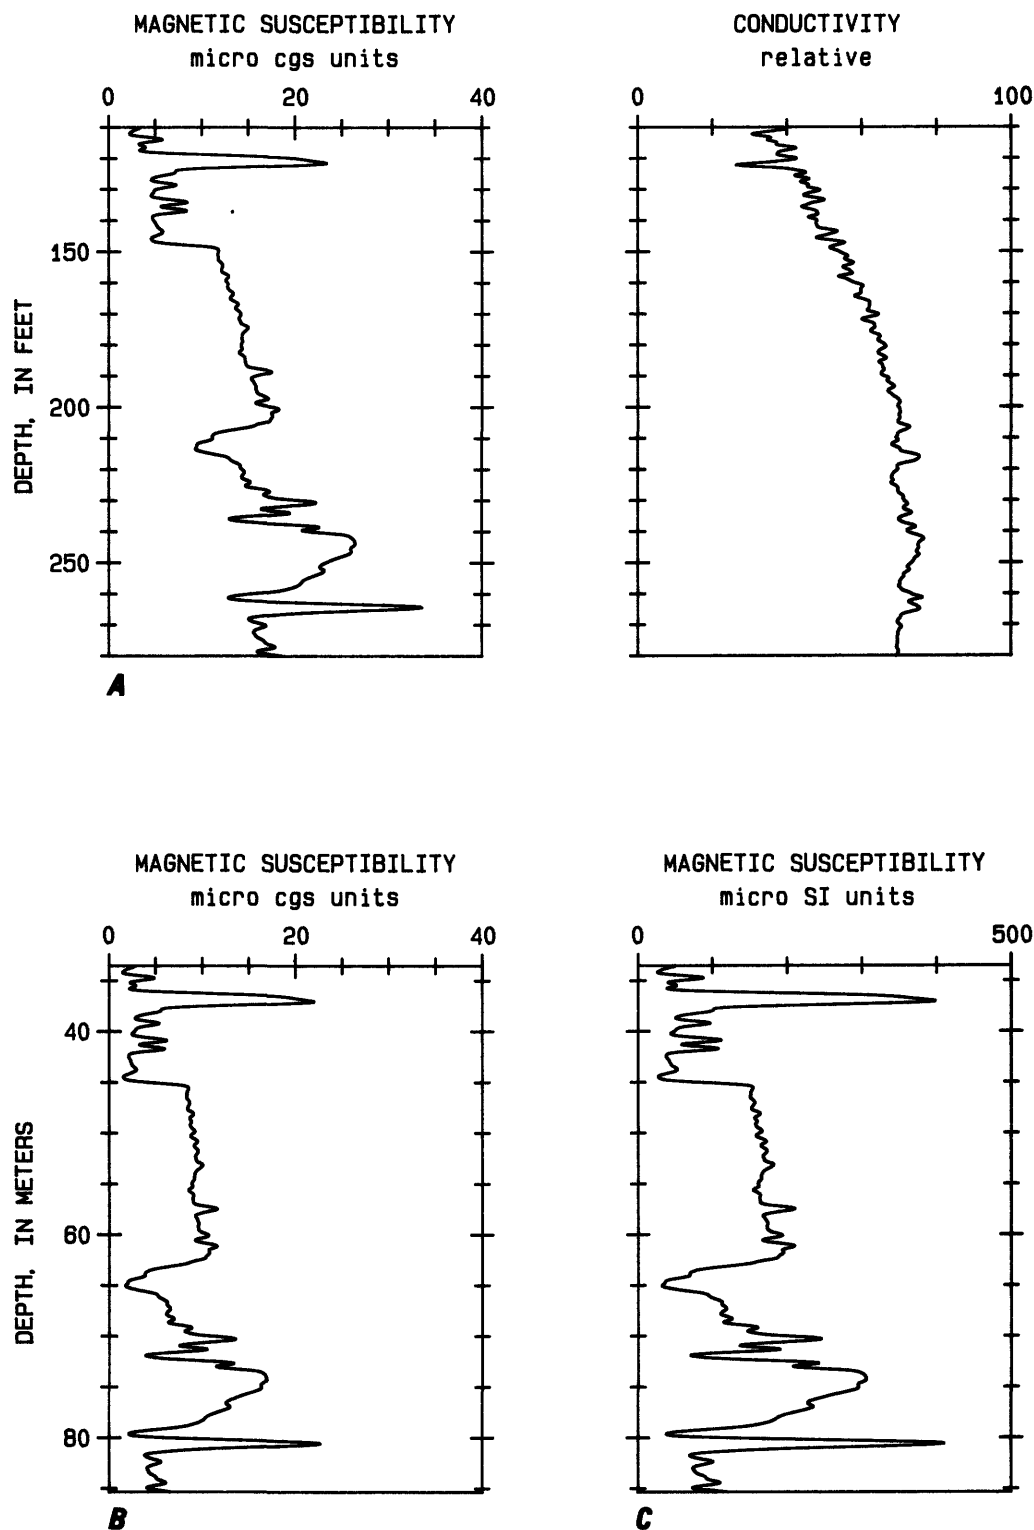 MAGNETIC SUSCEPTIBILITY
micro cgs units
0 20 40
CONDUCTIVITY
relative
0 100
DEPTH, IN FEET
150
200
250
A
MAGNETIC SUSCEPTIBILITY
micro cgs units
0 20 40
MAGNETIC SUSCEPTIBILITY
micro SI units
0 500
DEPTH, IN METERS
40
60
80
B
C